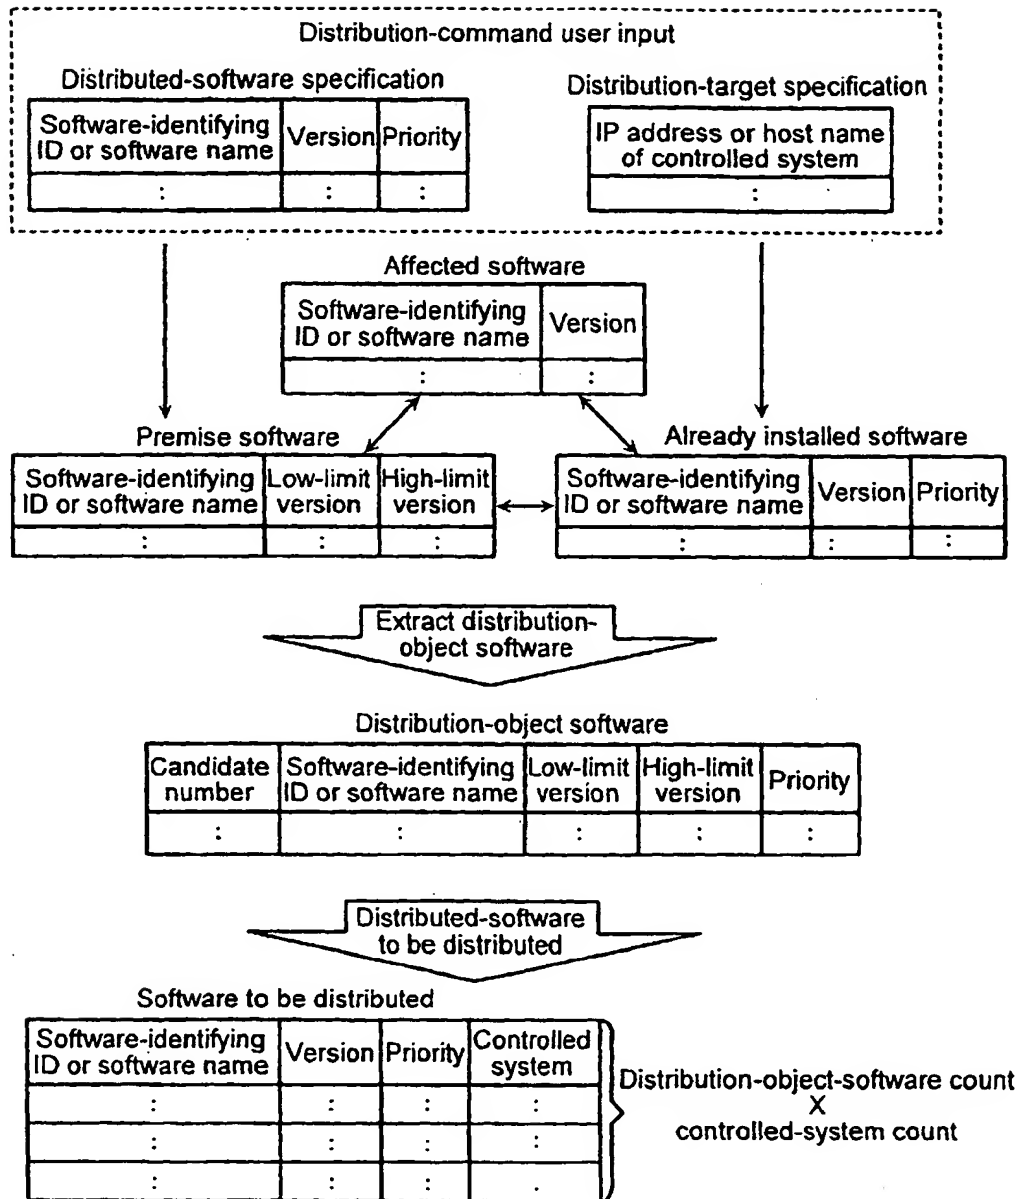 Distribution-command user input
Distributed-software specification
Software-identifying ID or software name
Version
Priority
:
:
:
Distribution-target specification
IP address or host name of controlled system
:
Affected software
Software-identifying ID or software name
Version
:
:
Premise software
Software-identifying ID or software name
Low-limit version
High-limit version
:
:
:
Already installed software
Software-identifying ID or software name
Version
Priority
:
:
:
Extract distribution-
object software
Distribution-object software
Candidate number
Software-identifying ID or software name
Low-limit version
High-limit version
Priority
:
:
:
:
:
Distributed-software
to be distributed
Software to be distributed
Software-identifying ID or software name
Version
Priority
Controlled system
:
:
:
:
:
:
:
:
:
:
:
.
Distribution-object-software count
X
controlled-system count